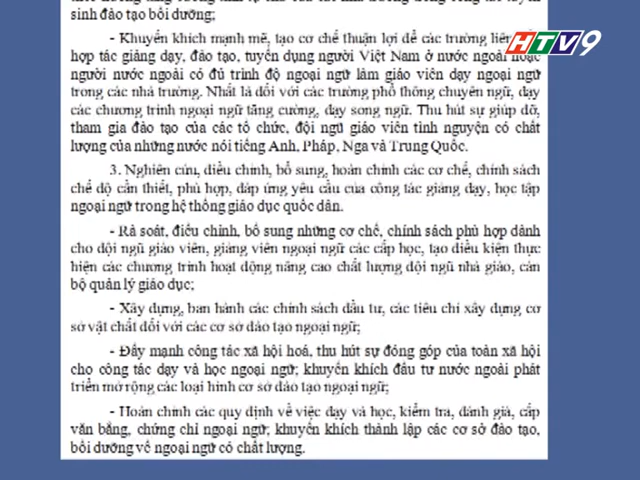 sinh đào tạo bồi dưỡng;
- Khuyến khích mạnh mẽ, tạo cơ chế thuận lợi để các trường liên
HTV9
hợp tác giảng dạy, đào tạo, tuyển dụng người Việt Nam ở nước ngoài hoặc
người nước ngoài có đủ trình độ ngoại ngữ làm giáo viên dạy ngoại ngữ
trong các nhà trường. Nhất là đối với các trường phổ thông chuyên ngữ, dạy
các chương trình ngoại ngữ tăng cường, dạy song ngữ. Thu hút sự giúp đỡ,
tham gia đào tạo của các tổ chức, đội ngũ giáo viên tình nguyện có chất
lượng của những nước nói tiếng Anh, Pháp, Nga và Trung Quốc.
3. Nghiên cứu, điều chỉnh, bổ sung, hoàn chỉnh các cơ chế, chính sách
chế độ cần thiết, phù hợp, đáp ứng yêu cầu của công tác giảng dạy, học tập
ngoại ngữ trong hệ thống giáo dục quốc dân.
- Rà soát, điều chỉnh, bổ sung những cơ chế, chính sách phù hợp dành
cho đội ngũ giáo viên, giảng viên ngoại ngữ các cấp học, tạo điều kiện thực
hiện các chương trình hoạt động nâng cao chất lượng đội ngũ nhà giáo, cán
bộ quản lý giáo dục;
- Xây dựng, ban hành các chính sách đầu tư, các tiêu chí xây dựng cơ
sở vật chất đối với các cơ sở đào tạo ngoại ngữ;
- Đẩy mạnh công tác xã hội hoá, thu hút sự đóng góp của toàn xã hội
cho công tác dạy và học ngoại ngữ; khuyến khích đầu tư nước ngoài phát
triển mở rộng các loại hình cơ sở đào tạo ngoại ngữ;
- Hoàn chỉnh các quy định về việc dạy và học, kiểm tra, đánh giá, cấp
văn bằng, chứng chỉ ngoại ngữ; khuyến khích thành lập các cơ sở đào tạo,
bồi dưỡng về ngoại ngữ có chất lượng.